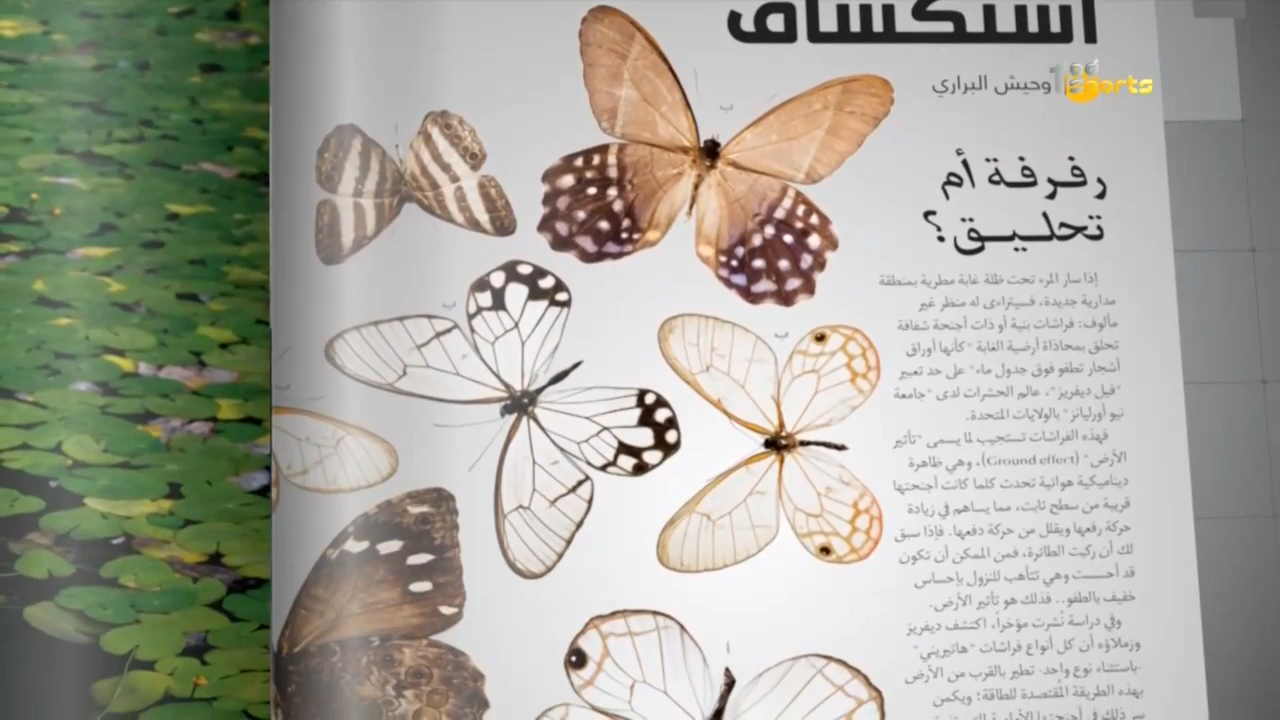 استكشاف
وحيش البراري
رفرفة أم
تحليق؟
إذا سار المرء تحت ظلة غابة مطرية بمنطقة
مدارية جديدة، فسيتراءى له منظر غير
مألوف: فراشات بنية أو ذات أجنحة شفافة
تحلق بمحاذاة أرضية الغابة "كأنها أوراق
أشجار تطفو فوق جدول ماء" على حد تعبير
"فيل ديفريز"، عالم الحشرات لدى "جامعة
نيو أورليانز" بالولايات المتحدة.
فهذه الفراشات تستجيب لما يسمى "تأثير
الأرض" (Ground effect)، وهي ظاهرة
ديناميكية هوائية تحدث كلما كانت أجنحتها
قريبة من سطح ثابت، مما يساهم في زيادة
حركة رفعها ويقلل من حركة دفعها. فإذا سبق
لك أن ركبت الطائرة، فمن الممكن أن تكون
قد أحسست وهي تتأهب للنزول بإحساس
خفيف بالطفو.. فذلك هو تأثير الأرض.
وفي دراسة نُشرت مؤخرا، اكتشف ديفريز
وزملاؤه أن كل أنواع فراشات "هاتيريني"
-باستثناء نوع واحد- تطير بالقرب من الأرض
بهذه الطريقة المُقتصدة للطاقة؛ ويكمن
ب
ب
ب
ب